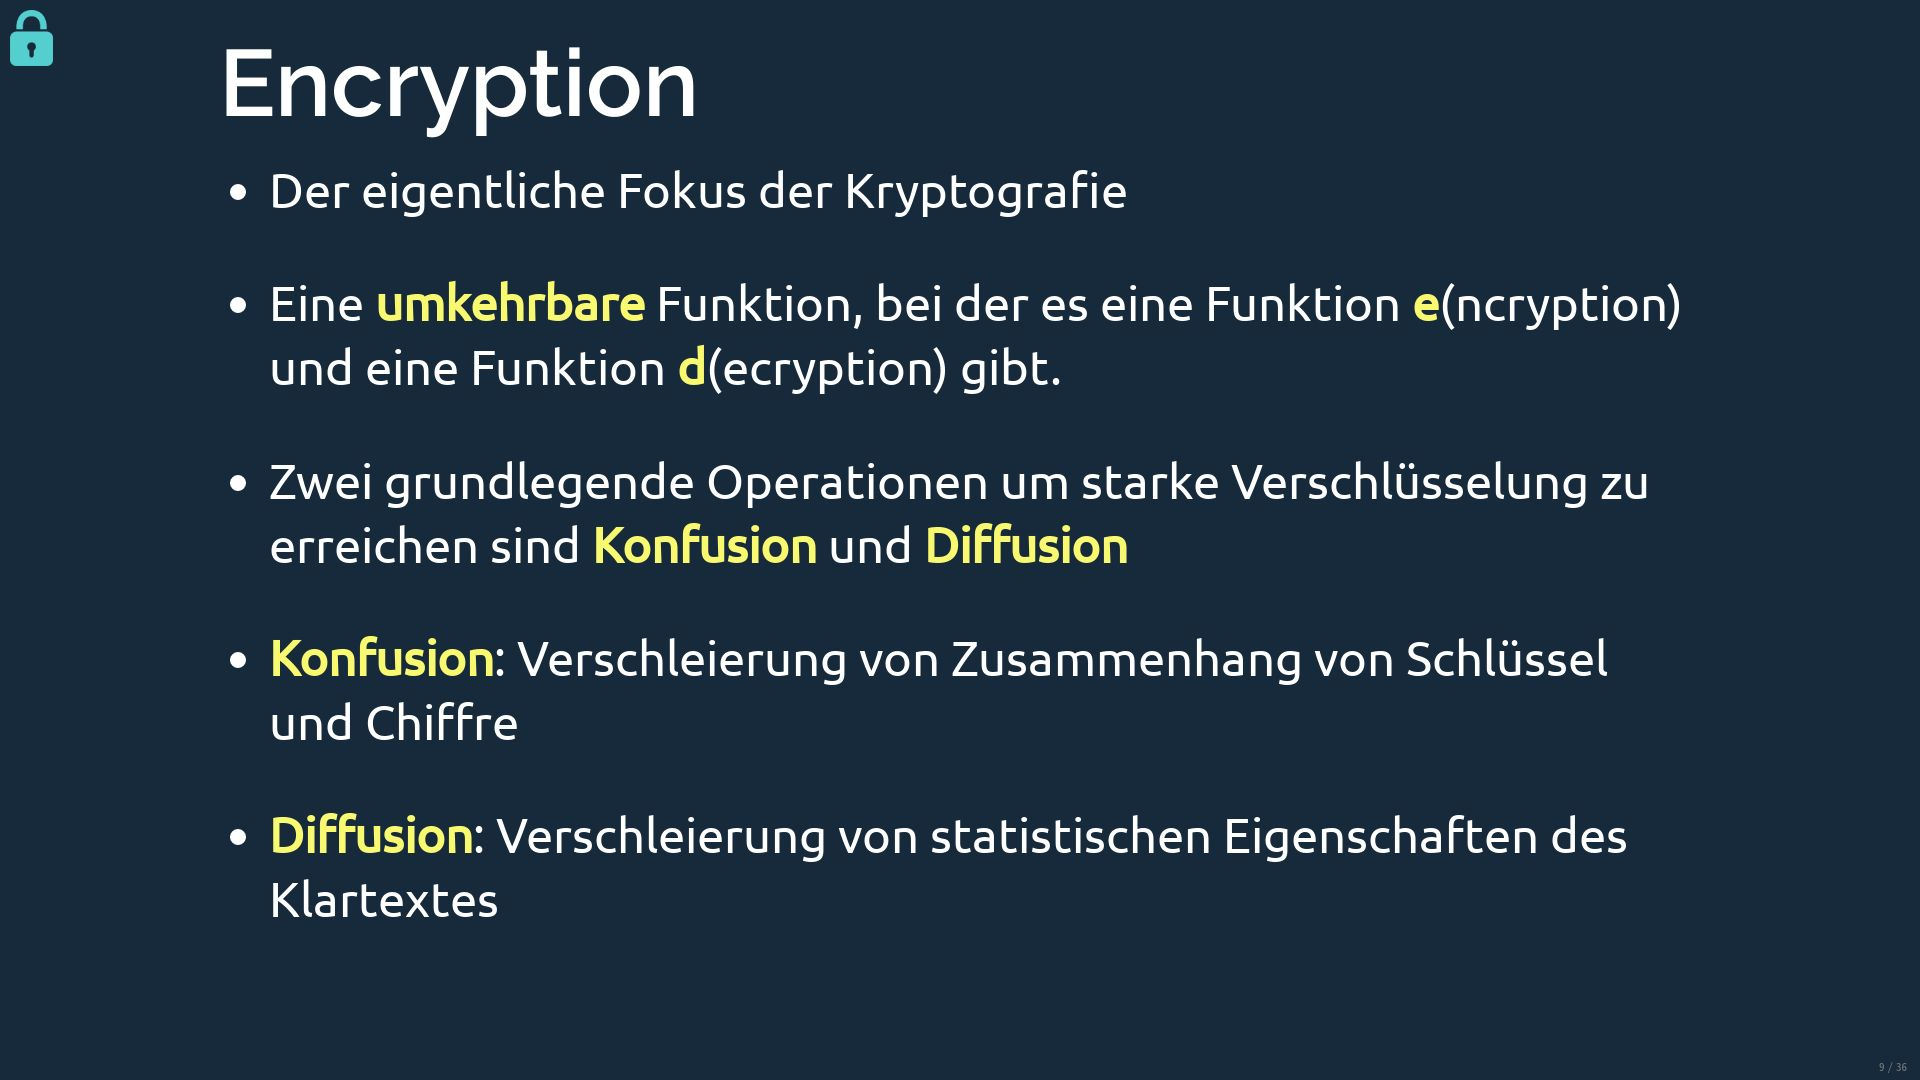 Encryption
• Der eigentliche Fokus der Kryptografie
• Eine umkehrbare Funktion, bei der es eine Funktion e(ncryption)
und eine Funktion d(ecryption) gibt.
• Zwei grundlegende Operationen um starke Verschlüsselung zu
erreichen sind Konfusion und Diffusion
• Konfusion: Verschleierung von Zusammenhang von Schlüssel
und Chiffre
• Diffusion: Verschleierung von statistischen Eigenschaften des
Klartextes
9 / 36